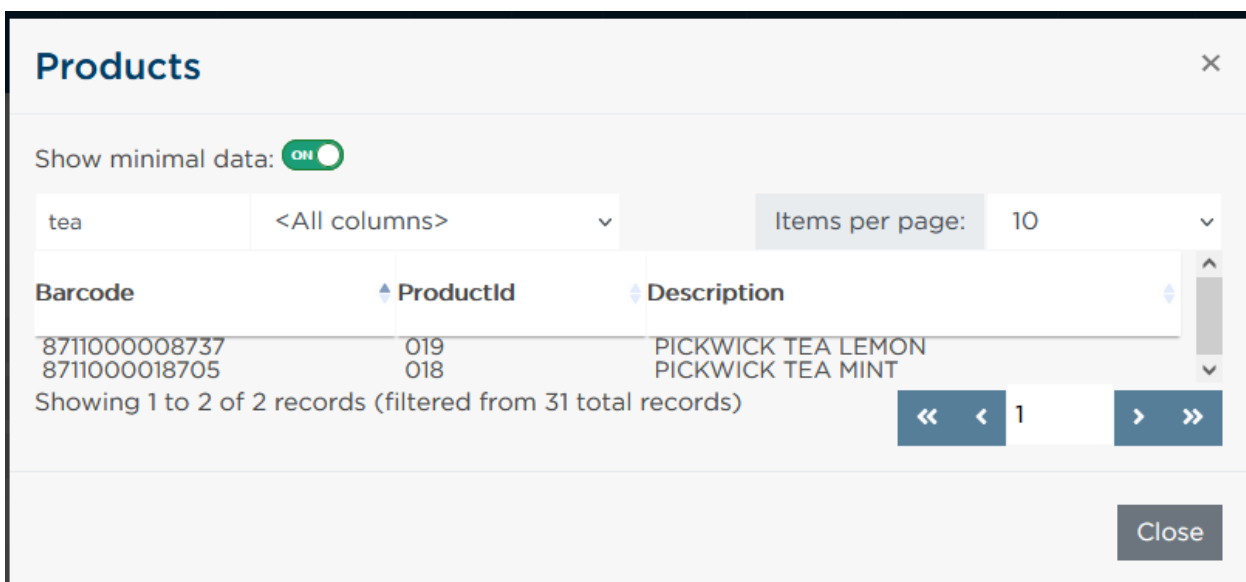 Products ×
Show minimal data: ON
tea <All columns> Items per page: 10
Barcode ProductId Description
8711000008737 019 PICKWICK TEA LEMON
8711000018705 018 PICKWICK TEA MINT
Showing 1 to 2 of 2 records (filtered from 31 total records)
« ‹ 1 › »
Close